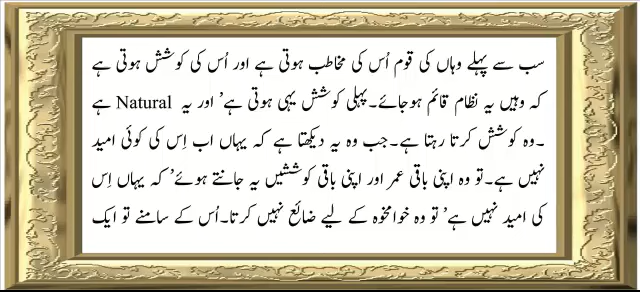 سب سے پہلے وہاں کی قوم اُس کی مخاطب ہوتی ہے اور اُس کی کوشش ہوتی ہے
کہ وہیں یہ نظام قائم ہوجائے۔پہلی کوشش یہی ہوتی ہے’ اور یہ Natural ہے
۔وہ کوشش کرتا رہتا ہے۔جب وہ یہ دیکھتا ہے کہ یہاں اب اِس کی کوئی امید
نہیں ہے۔تو وہ اپنی باقی عمر اور اپنی باقی کوششیں یہ جانتے ہوئے’ کہ یہاں اِس
کی امید نہیں ہے’ تو وہ خوامخوہ کے لیے ضائع نہیں کرتا۔اُس کے سامنے تو ایک